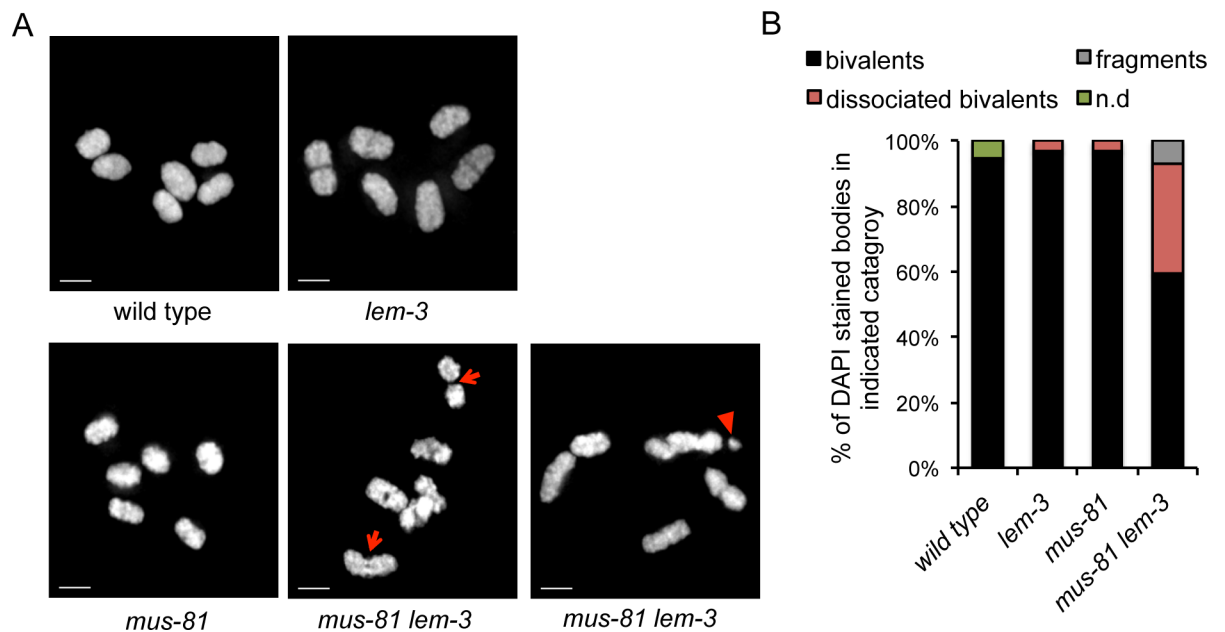 A
wild type
lem-3
mus-81
mus-81 lem-3
mus-81 lem-3
B
bivalents
fragments
dissociated bivalents
n.d
% of DAPI stained bodies in
indicated catagroy
100%
80%
60%
40%
20%
0%
wild type
lem-3
mus-81
mus-81 lem-3